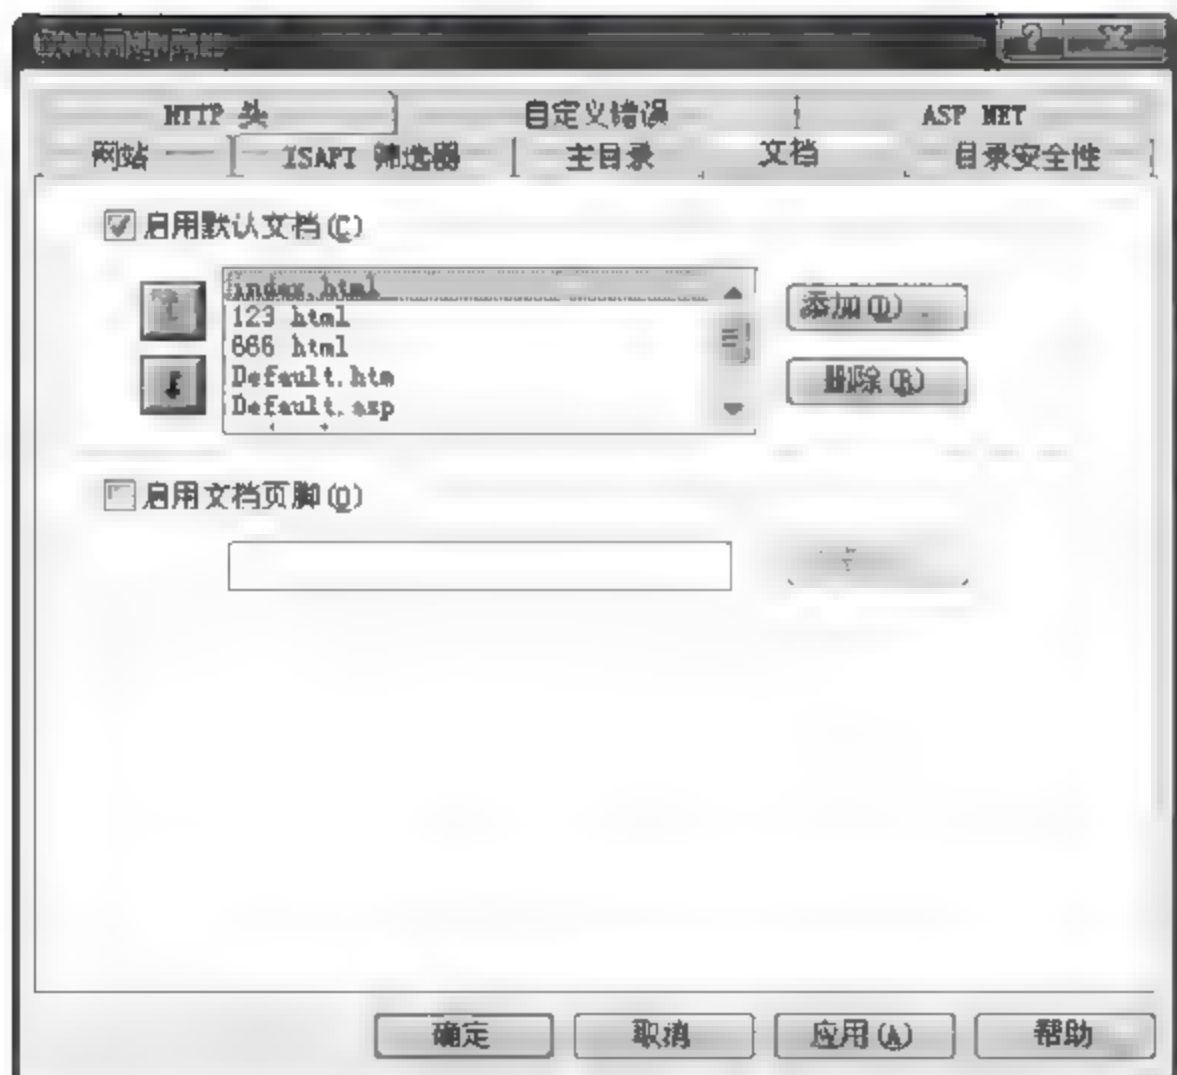 HTTP 头 自定义错误 ASP NET
网站 ISAPI 筛选器 主目录 文档 目录安全性
启用默认文档(C)
index.html
123 html
666 html
Default.htm
Default.asp
添加(D)
删除(R)
启用文档页脚(O)
确定 取消 应用(A) 帮助